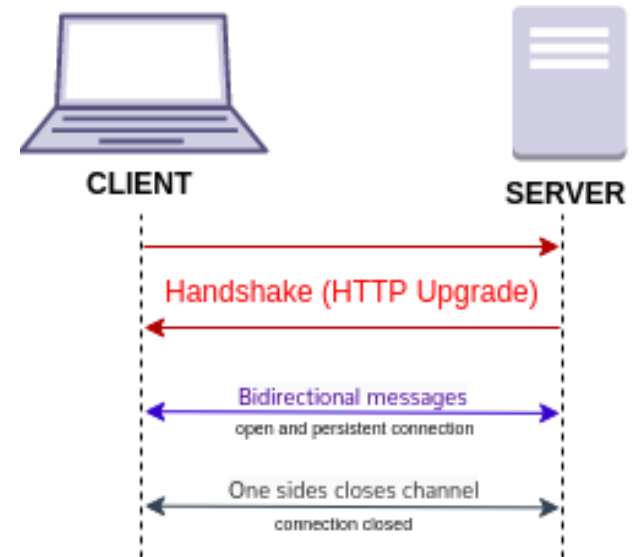 CLIENT
SERVER
Handshake (HTTP Upgrade)
Bidirectional messages
open and persistent connection
One sides closes channel
connection closed